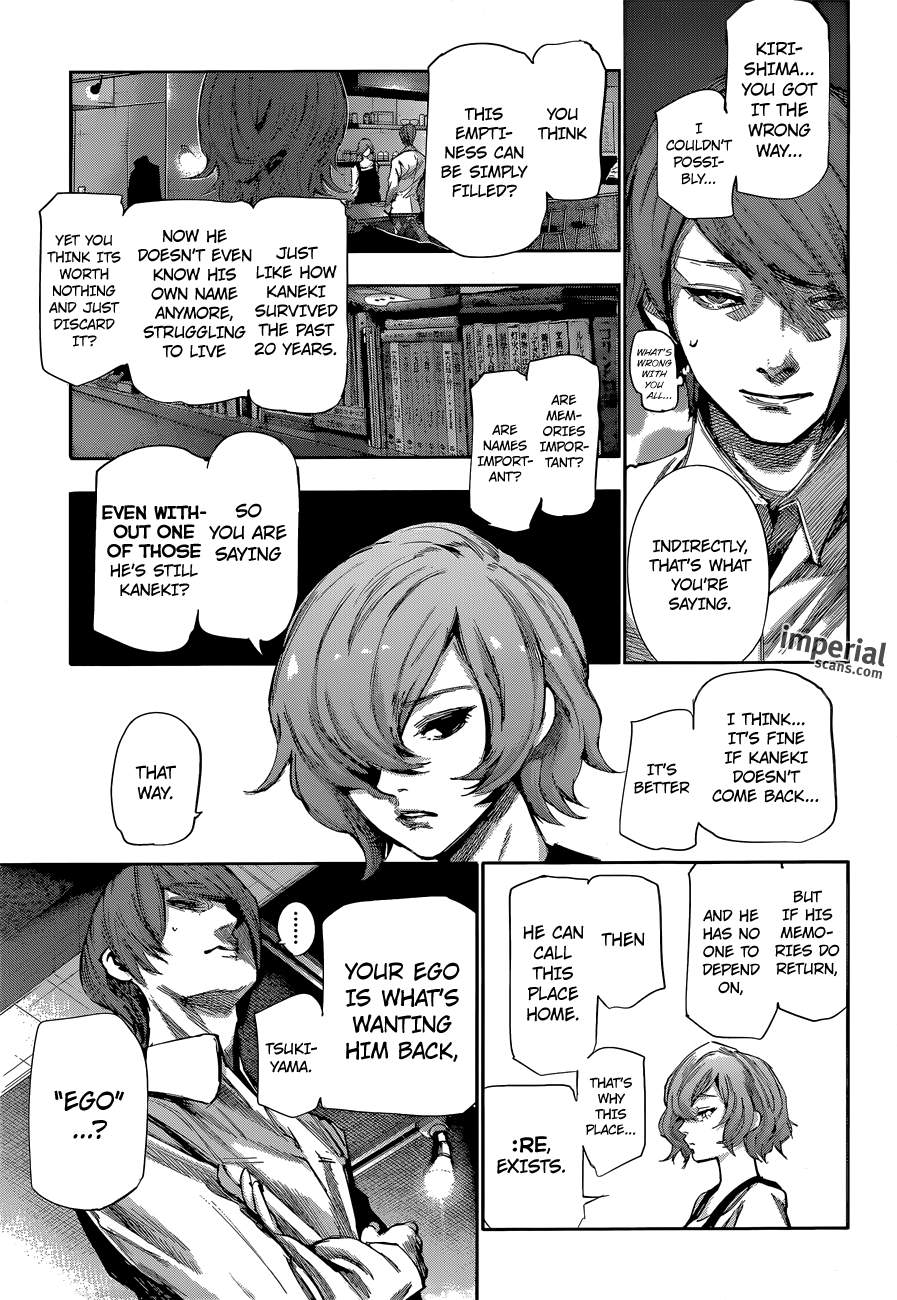 KIRI-
SHIMA...
YOU GOT
IT THE
WRONG
WAY...
I
COULDN'T
POSSI-
BLY...
WHAT'S
WRONG
WITH
YOU
ALL...
INDIRECTLY,
THAT'S WHAT
YOU'RE
SAYING.
YOU
THINK
THIS
EMPTI-
NESS CAN
BE SIMPLY
FILLED?
JUST
LIKE HOW
KANEKI
SURVIVED
THE PAST
20 YEARS.
NOW HE
DOESN'T EVEN
KNOW HIS
OWN NAME
ANYMORE,
STRUGGLING
TO LIVE
YET YOU
THINK ITS
WORTH
NOTHING
AND JUST
DISCARD
IT?
ARE
MEM-
ORIES
IMPOR-
TANT?
ARE
NAMES
IMPORT-
ANT?
SO
YOU ARE
SAYING
EVEN WITH-
OUT ONE
OF THOSE
HE'S STILL
KANEKI?
imperial
scans.com
I THINK...
IT'S FINE
IF KANEKI
DOESN'T
COME BACK...
IT'S
BETTER
THAT
WAY.
BUT
IF HIS
MEMO-
RIES DO
RETURN,
AND HE
HAS NO
ONE TO
DEPEND
ON,
THEN
HE CAN
CALL
THIS
PLACE
HOME.
THAT'S
WHY
THIS
PLACE...
:RE,
EXISTS.
YOUR EGO
IS WHAT'S
WANTING
HIM BACK,
TSUKI-
YAMA.
......
"EGO"
...?